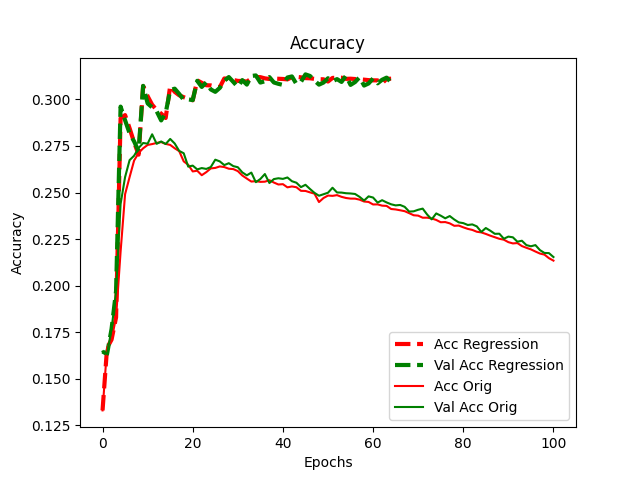 Accuracy
0.300
0.275
0.250
0.225
0.200
0.175
0.150
0.125
Accuracy
0
20
40
60
80
100
Epochs
Acc Regression
Val Acc Regression
Acc Orig
Val Acc Orig